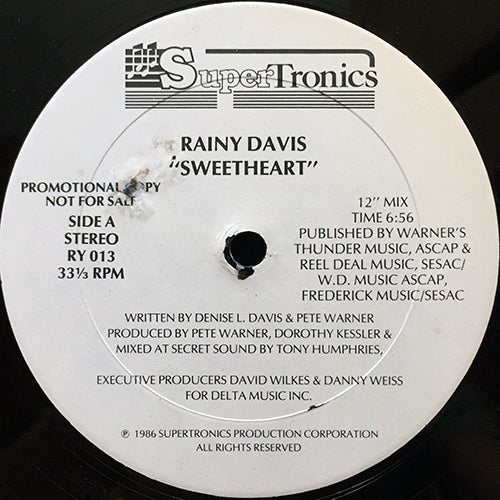 SuperTronics
RAINY DAVIS
"SWEETHEART"
PROMOTIONAL COPY
NOT FOR SALE
SIDE A
STEREO
RY 013
33⅓ RPM
12" MIX
TIME 6:56
PUBLISHED BY WARNER'S
THUNDER MUSIC, ASCAP &
REEL DEAL MUSIC, SESAC/
W.D. MUSIC ASCAP,
FREDERICK MUSIC/SESAC
WRITTEN BY DENISE L. DAVIS & PETE WARNER
PRODUCED BY PETE WARNER, DOROTHY KESSLER &
MIXED AT SECRET SOUND BY TONY HUMPHRIES,
EXECUTIVE PRODUCERS DAVID WILKES & DANNY WEISS
FOR DELTA MUSIC INC.
℗ 1986 SUPERTRONICS PRODUCTION CORPORATION
ALL RIGHTS RESERVED